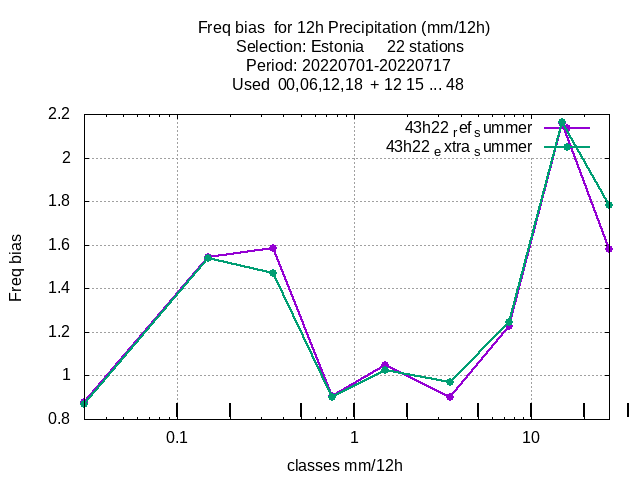 Freq bias  for 12h Precipitation (mm/12h)
Selection: Estonia     22 stations
Period: 20220701-20220717
Used  00,06,12,18  + 12 15 ... 48
43h22 ref summer
43h22 extra summer
2.2
2
1.8
1.6
1.4
1.2
1
0.8
Freq bias
0.1 1 10
classes mm/12h